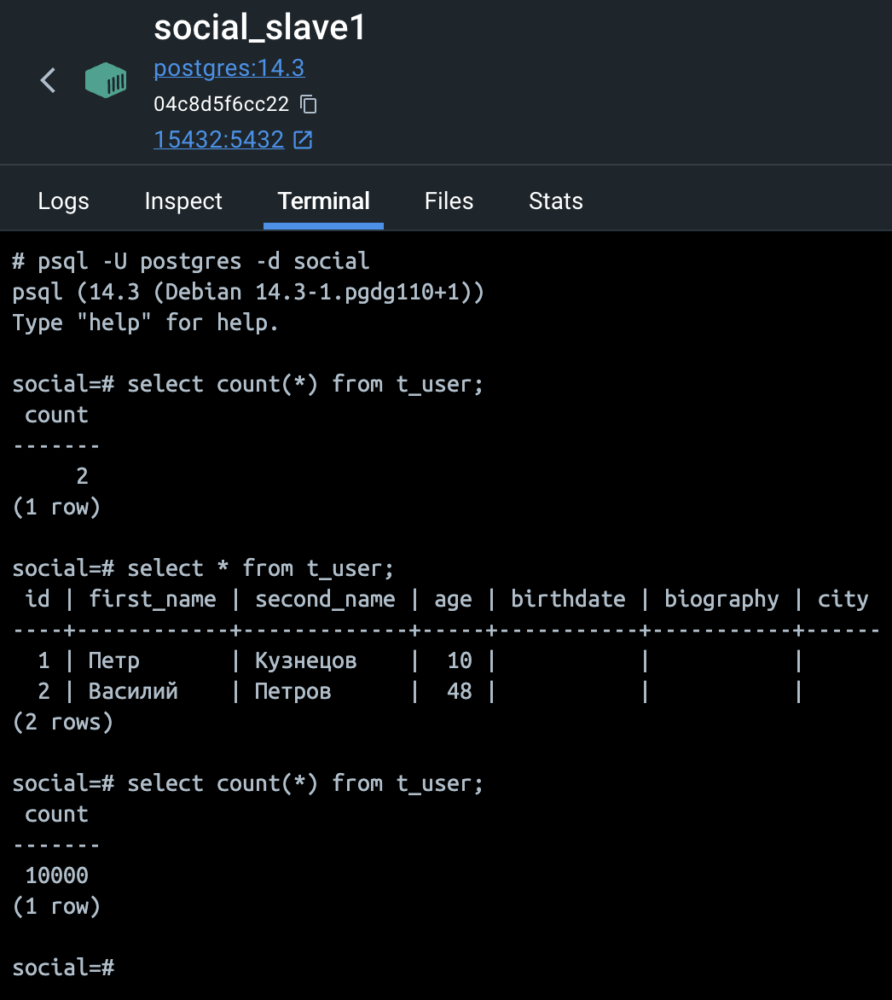 social_slave1
postgres:14.3
04c8d5f6cc22
15432:5432
Logs Inspect Terminal Files Stats
# psql -U postgres -d social
psql (14.3 (Debian 14.3-1.pgdg110+1))
Type "help" for help.
social=# select count(*) from t_user;
 count
-------
     2
(1 row)
social=# select * from t_user;
 id | first_name | second_name | age | birthdate | biography | city
----+------------+-------------+-----+-----------+-----------+------
  1 | Петр       | Кузнецов    |  10 |           |           |
  2 | Василий    | Петров      |  48 |           |           |
(2 rows)
social=# select count(*) from t_user;
 count
-------
 10000
(1 row)
social=#